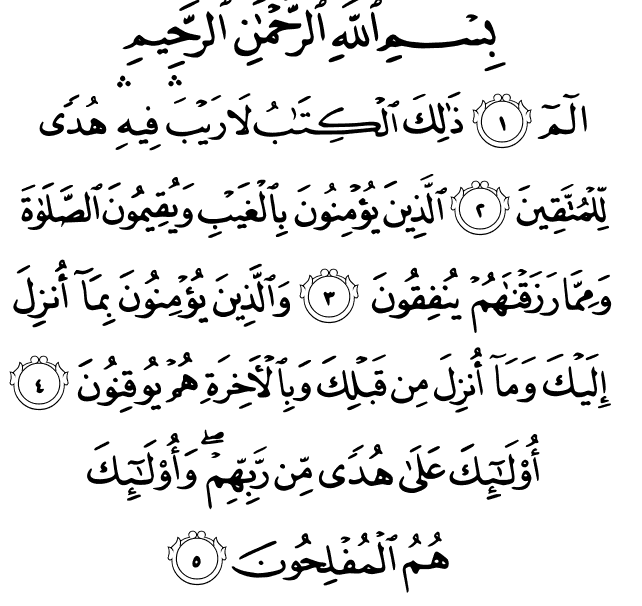 بِسْمِ ٱللَّهِ ٱلرَّحْمَٰنِ ٱلرَّحِيمِ
الٓمٓ ١ ذَٰلِكَ ٱلْكِتَٰبُ لَا رَيْبَ ۛ فِيهِ ۛ هُدًى
لِّلْمُتَّقِينَ ٢ ٱلَّذِينَ يُؤْمِنُونَ بِٱلْغَيْبِ وَيُقِيمُونَ ٱلصَّلَوٰةَ
وَمِمَّا رَزَقْنَٰهُمْ يُنفِقُونَ ٣ وَٱلَّذِينَ يُؤْمِنُونَ بِمَآ أُنزِلَ
إِلَيْكَ وَمَآ أُنزِلَ مِن قَبْلِكَ وَبِٱلْأَخِرَةِ هُمْ يُوقِنُونَ ٤
أُو۟لَٰٓئِكَ عَلَىٰ هُدًى مِّن رَّبِّهِمْ ۖ وَأُو۟لَٰٓئِكَ
هُمُ ٱلْمُفْلِحُونَ ٥